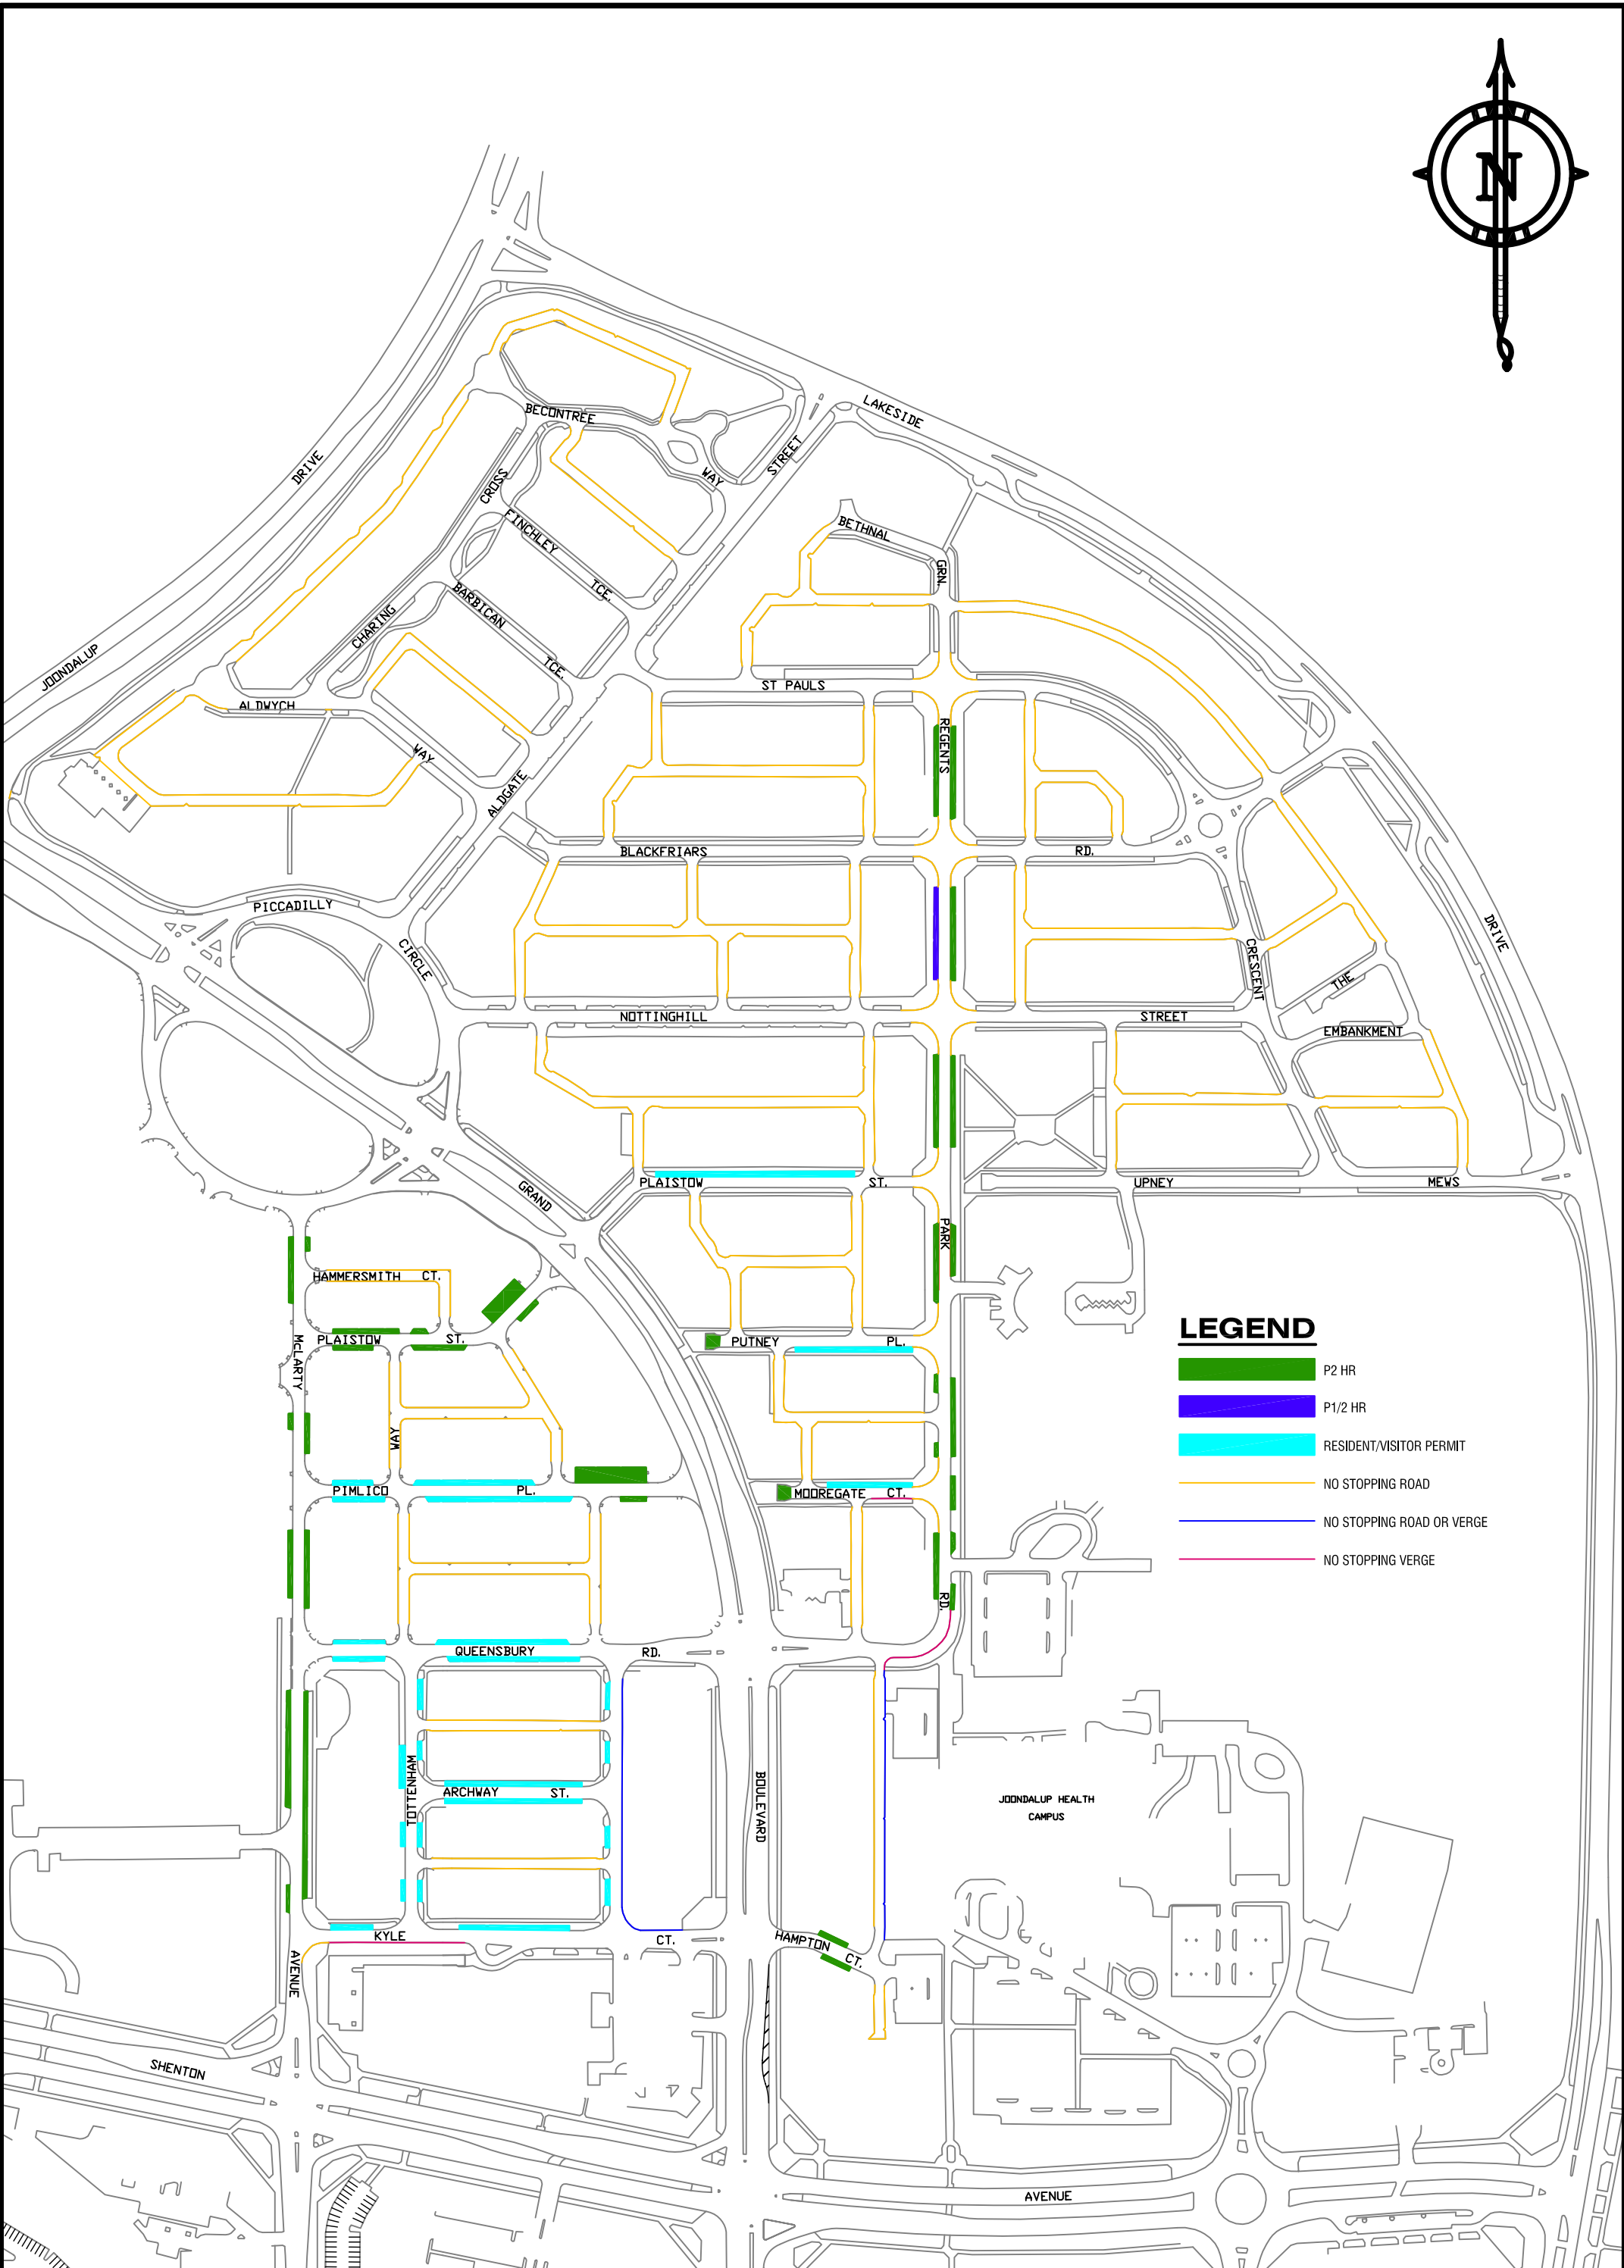 N
LAKESIDE
BECONTREE
STREET
DRIVE
WAY
CROSS
BETHNAL
FINCHLEY
GRN.
TCE.
BARBICAN
CHARING
JOONDALUP
TCE.
ST PAULS
ALDWYCH
REGENTS
WAY
ALDGATE
BLACKFRIARS
RD.
PICCADILLY
DRIVE
CIRCLE
CRESCENT
THE
NOTTINGHILL
STREET
EMBANKMENT
PLAISTOW
ST.
UPNEY
MEWS
GRAND
PARK
HAMMERSMITH CT.
LEGEND
PLAISTOW
ST.
PUTNEY
PL.
McLARTY
P2 HR
P1/2 HR
WAY
RESIDENT/VISITOR PERMIT
NO STOPPING ROAD
PIMLICO
PL.
MOOREGATE CT.
NO STOPPING ROAD OR VERGE
NO STOPPING VERGE
RD.
QUEENSBURY
RD.
TOTTENHAM
ARCHWAY
ST.
BOULEVARD
JOONDALUP HEALTH
CAMPUS
KYLE
CT.
HAMPTON
CT.
AVENUE
SHENTON
AVENUE